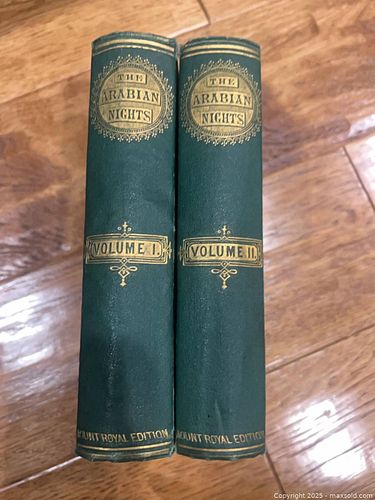 THE
ARABIAN
NIGHTS
VOLUME I.
MOUNT ROYAL EDITION
THE
ARABIAN
NIGHTS
VOLUME II.
MOUNT ROYAL EDITION
Copyright 2025 - maxsold.com